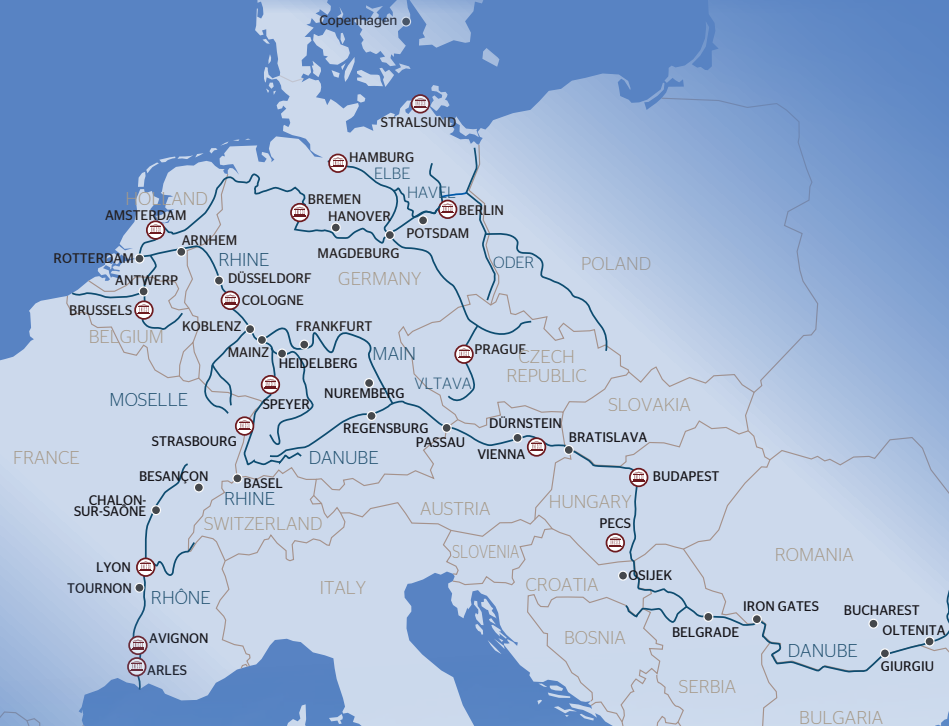 Copenhagen
STRALSUND
HAMBURG
ELBE
HOLLAND
HAVEL
BREMEN
BERLIN
AMSTERDAM
HANOVER
POTSDAM
ARNHEM
ROTTERDAM
RHINE
MAGDEBURG
ODER
POLAND
ANTWERP
DÜSSELDORF
GERMANY
COLOGNE
BRUSSELS
KOBLENZ
FRANKFURT
BELGIUM
MAINZ
MAIN
PRAGUE
HEIDELBERG
CZECH
REPUBLIC
VLTAVA
NUREMBERG
MOSELLE
SPEYER
SLOVAKIA
REGENSBURG
DÜRNSTEIN
STRASBOURG
PASSAU
BRATISLAVA
VIENNA
FRANCE
DANUBE
BESANÇON
BASEL
BUDAPEST
RHINE
CHALON-
SUR-SAÔNE
HUNGARY
AUSTRIA
SWITZERLAND
PECS
SLOVENIA
ROMANIA
LYON
OSIJEK
TOURNON
ITALY
CROATIA
RHÔNE
IRON GATES
BUCHAREST
AVIGNON
BOSNIA
BELGRADE
OLTENITA
DANUBE
ARLES
GIURGIU
SERBIA
BULGARIA